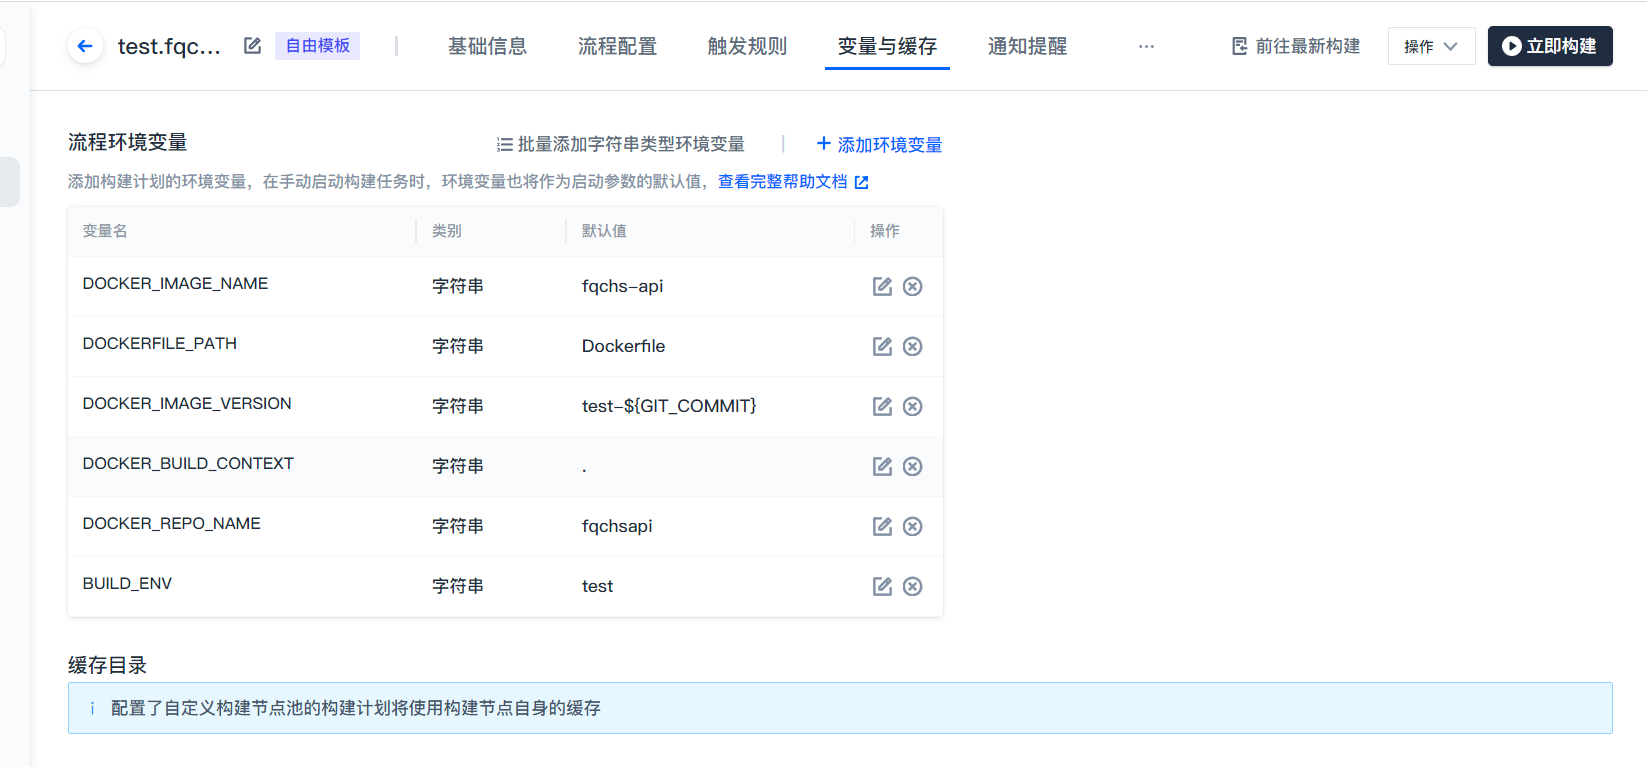 test.fqc... 自由模板 基础信息 流程配置 触发规则 变量与缓存 通知提醒 ... 前往最新构建 操作 立即构建
流程环境变量 批量添加字符串类型环境变量 添加环境变量
添加构建计划的环境变量，在手动启动构建任务时，环境变量也将作为启动参数的默认值，查看完整帮助文档
变量名 类别 默认值 操作
DOCKER_IMAGE_NAME 字符串 fqchs-api
DOCKERFILE_PATH 字符串 Dockerfile
DOCKER_IMAGE_VERSION 字符串 test-${GIT_COMMIT}
DOCKER_BUILD_CONTEXT 字符串 .
DOCKER_REPO_NAME 字符串 fqchsapi
BUILD_ENV 字符串 test
缓存目录
配置了自定义构建节点池的构建计划将使用构建节点自身的缓存